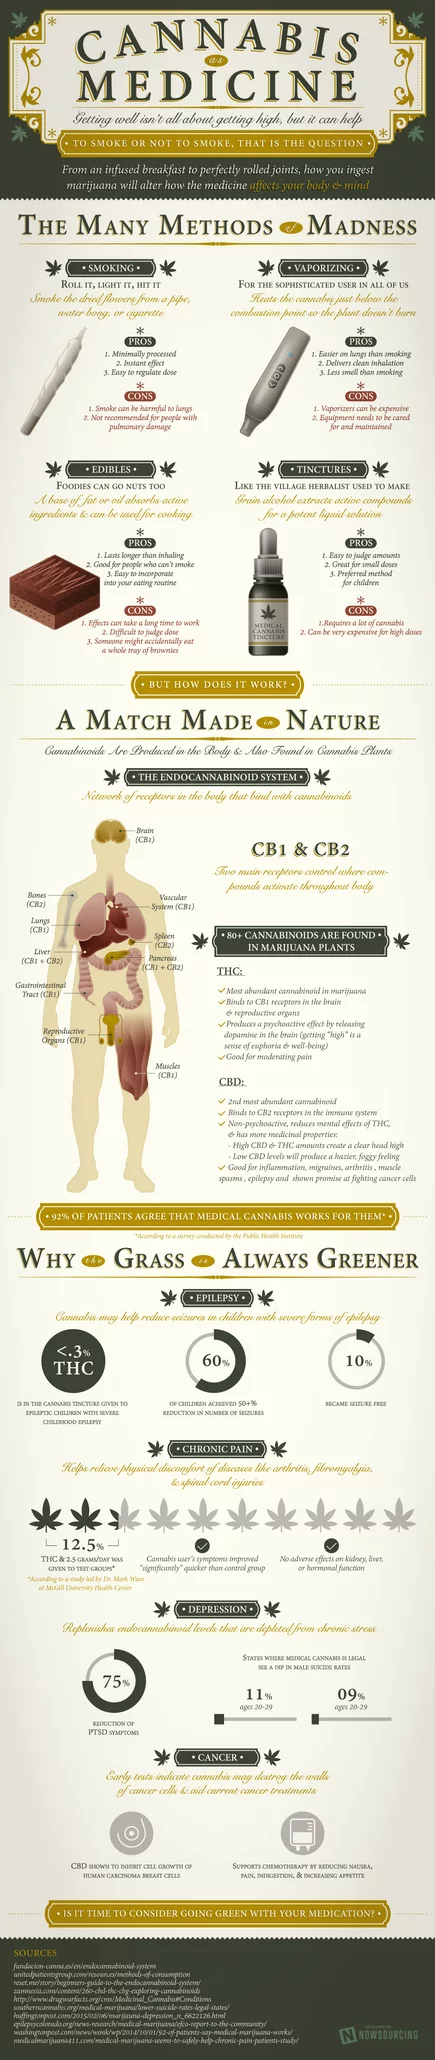 CANNABIS
as
MEDICINE
Getting well isn't all about getting high, but it can help
• TO SMOKE OR NOT TO SMOKE, THAT IS THE QUESTION •
From an infused breakfast to perfectly rolled joints, how you ingest
marijuana will alter how the medicine affects your body & mind
THE MANY METHODS of MADNESS
• SMOKING •
ROLL IT, LIGHT IT, HIT IT
Smoke the dried flowers from a pipe,
water bong, or cigarette
PROS
1. Minimally processed
2. Instant effect
3. Easy to regulate dose
CONS
1. Smoke can be harmful to lungs
2. Not recommended for people with
pulmonary damage
• VAPORIZING •
FOR THE SOPHISTICATED USER IN ALL OF US
Heats the cannabis just below the
combustion point so the plant doesn't burn
PROS
1. Easier on lungs than smoking
2. Delivers clean inhalation
3. Less smell than smoking
CONS
1. Vaporizers can be expensive
2. Equipment needs to be cared
for and maintained
• EDIBLES •
FOODIES CAN GO NUTS TOO
A base of fat or oil absorbs active
ingredients & can be used for cooking
PROS
1. Lasts longer than inhaling
2. Good for people who can't smoke
3. Easy to incorporate
into your eating routine
CONS
1. Effects can take a long time to work
2. Difficult to judge dose
3. Someone might accidentally eat
a whole tray of brownies
• TINCTURES •
LIKE THE VILLAGE HERBALIST USED TO MAKE
Grain alcohol extracts active compounds
for a potent liquid solution
MEDICAL
CANNABIS
TINCTURE
PROS
1. Easy to judge amounts
2. Great for small doses
3. Preferred method
for children
CONS
1.Requires a lot of cannabis
2. Can be very expensive for high doses
• BUT HOW DOES IT WORK? •
A MATCH MADE in NATURE
Cannabinoids Are Produced in the Body & Also Found in Cannabis Plants
• THE ENDOCANNABINOID SYSTEM •
Network of receptors in the body that bind with cannabinoids
Brain
(CB1)
Bones
(CB2)
Vascular
System (CB1)
Lungs
(CB1)
Spleen
(CB2)
Liver
(CB1 + CB2)
Pancreas
(CB1 + CB2)
Gastrointestinal
Tract (CB1)
Reproductive
Organs (CB1)
Muscles
(CB1)
CB1 & CB2
Two main receptors control where com-
pounds activate throughout body
• 80+ CANNABINOIDS ARE FOUND •
IN MARIJUANA PLANTS
THC:
Most abundant cannabinoid in marijuana
Binds to CB1 receptors in the brain
& reproductive organs
Produces a psychoactive effect by releasing
dopamine in the brain (getting "high" is a
sense of euphoria & well-being)
Good for moderating pain
CBD:
2nd most abundant cannabinoid
Binds to CB2 receptors in the immune system
Non-psychoactive, reduces mental effects of THC,
& has more medicinal properties:
- High CBD & THC amounts create a clear head high
- Low CBD levels will produce a hazier, foggy feeling
Good for inflammation, migraines, arthritis , muscle
spasms , epilepsy and shown promise at fighting cancer cells
• 92% OF PATIENTS AGREE THAT MEDICAL CANNABIS WORKS FOR THEM* •
*According to a survey conducted by the Public Health Institute
WHY the GRASS is ALWAYS GREENER
• EPILEPSY •
Cannabis may help reduce seizures in children with severe forms of epilepsy
<.3%
THC
IS IN THE CANNABIS TINCTURE GIVEN TO
EPILEPTIC CHILDREN WITH SEVERE
CHILDHOOD EPILEPSY
60%
OF CHILDREN ACHIEVED 50+%
REDUCTION IN NUMBER OF SEIZURES
10%
BECAME SEIZURE FREE
• CHRONIC PAIN •
Helps relieve physical discomfort of diseases like arthritis, fibromyalgia,
& spinal cord injuries
12.5%
THC & 2.5 GRAMS/DAY WAS
GIVEN TO TEST GROUPS*
*According to a study led by Dr. Mark Ware
at McGill University Health Center
Cannabis user's symptoms improved
"significantly" quicker than control group
No adverse effects on kidney, liver,
or hormonal function
• DEPRESSION •
Replenishes endocannabinoid levels that are depleted from chronic stress
75%
REDUCTION OF
PTSD SYMPTOMS
STATES WHERE MEDICAL CANNABIS IS LEGAL
SEE A DIP IN MALE SUICIDE RATES
11%
ages 20-29
09%
ages 20-29
• CANCER •
Early tests indicate cannabis may destroy the walls
of cancer cells & aid current cancer treatments
CBD SHOWN TO INHIBIT CELL GROWTH OF
HUMAN CARCINOMA BREAST CELLS
SUPPORTS CHEMOTHERAPY BY REDUCING NAUSEA,
PAIN, INDIGESTION, & INCREASING APPETITE
• IS IT TIME TO CONSIDER GOING GREEN WITH YOUR MEDICATION? •
SOURCES
fundacion-canna.es/en/endocannabinoid-system
unitedpatientsgroup.com/resources/methods-of-consumption
reset.me/story/beginners-guide-to-the-endocannabinoid-system/
zamnesia.com/content/260-cbd-thc-cbg-exploring-cannabinoids
http://www.drugwarfacts.org/cms/Medicinal_Cannabis#Conditions
southerncannabis.org/medical-marijuana/lower-suicide-rates-legal-states/
huffingtonpost.com/2015/02/06/marijuana-depression_n_6622126.html
epilepsycolorado.org/news-research/medical-marijuana/efco-report-to-the-community/
washingtonpost.com/news/wonk/wp/2014/10/01/92-of-patients-say-medical-marijuana-works/
medicalmarijuana411.com/medical-marijuana-seems-to-safely-help-chronic-pain-patients-study/
NOWSOURCING